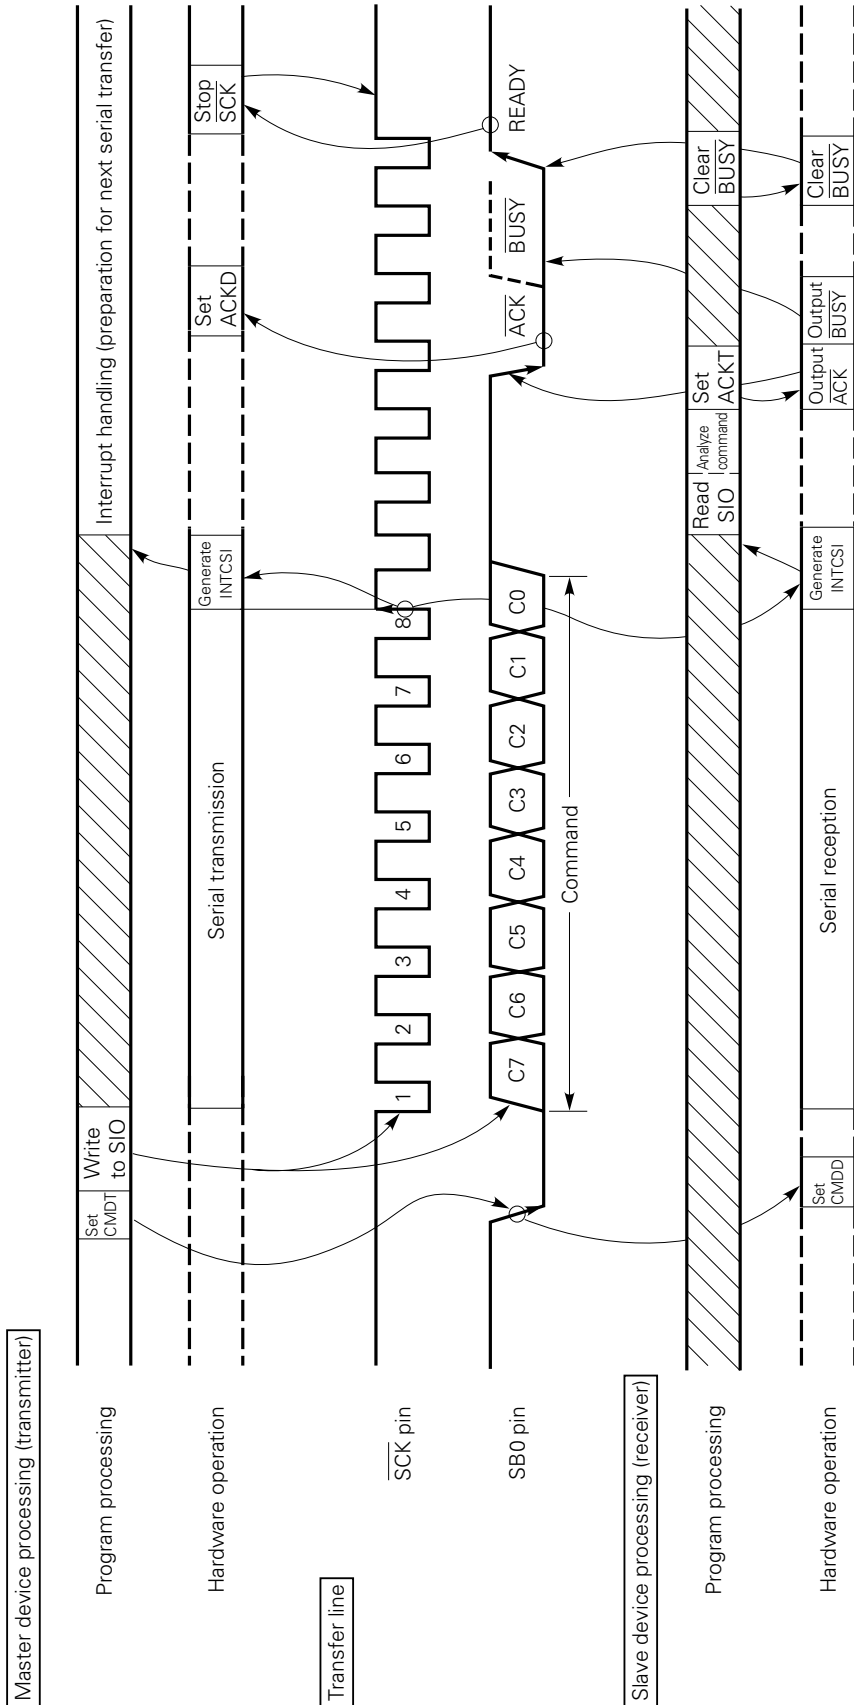 Master device processing (transmitter)
Program processing
Set
CMDT
Write
to SIO
Interrupt handling (preparation for next serial transfer)
Hardware operation
Serial transmission
Generate
INTCSI
Set
ACKD
Stop
SCK
Transfer line
SCK pin
1
2
3
4
5
6
7
8
SB0 pin
C7
C6
C5
C4
C3
C2
C1
C0
ACK
BUSY
READY
Command
Slave device processing (receiver)
Program processing
Read
SIO
Analyze
command
Set
ACKT
Clear
BUSY
Hardware operation
Set
CMDD
Serial reception
Generate
INTCSI
Output
ACK
Output
BUSY
Clear
BUSY